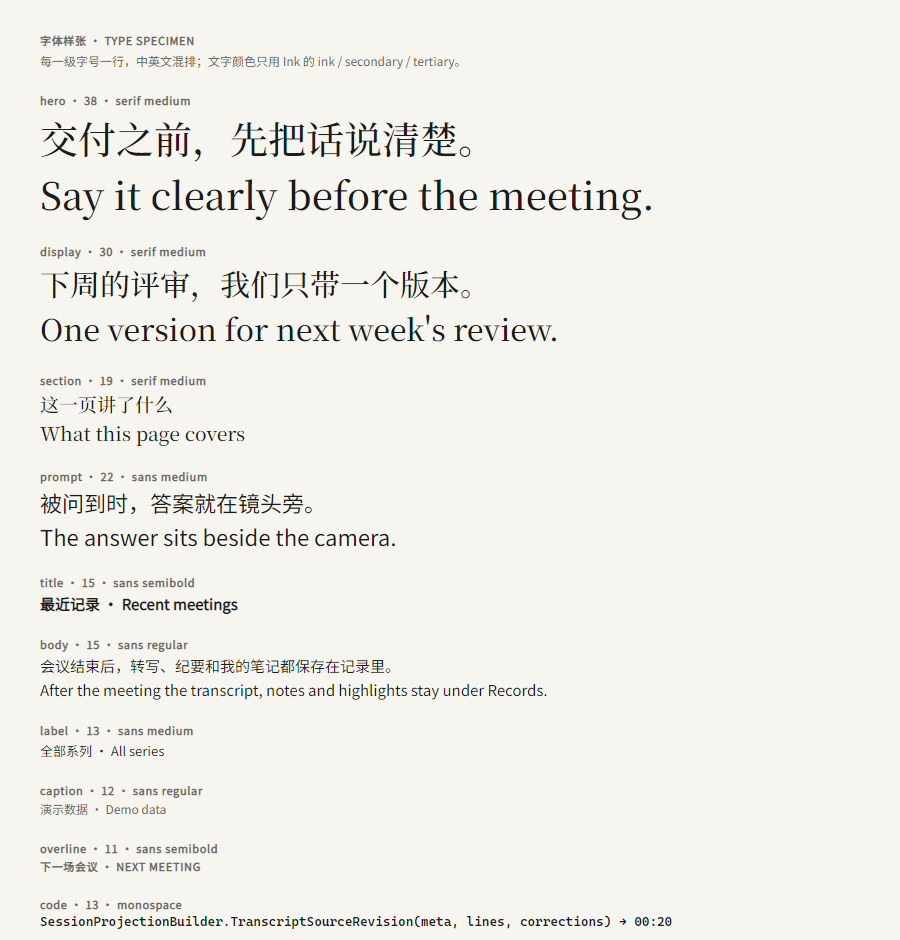 字体样张 • TYPE SPECIMEN
每一级字号一行，中英文混排；文字颜色只用 Ink 的 ink / secondary / tertiary。
hero • 38 • serif medium
交付之前，先把话说清楚。
Say it clearly before the meeting.
display • 30 • serif medium
下周的评审，我们只带一个版本。
One version for next week's review.
section • 19 • serif medium
这一页讲了什么
What this page covers
prompt • 22 • sans medium
被问到时，答案就在镜头旁。
The answer sits beside the camera.
title • 15 • sans semibold
最近记录 • Recent meetings
body • 15 • sans regular
会议结束后，转写、纪要和我的笔记都保存在记录里。
After the meeting the transcript, notes and highlights stay under Records.
label • 13 • sans medium
全部系列 • All series
caption • 12 • sans regular
演示数据 • Demo data
overline • 11 • sans semibold
下一场会议 • NEXT MEETING
code • 13 • monospace
SessionProjectionBuilder.TranscriptSourceRevision(meta, lines, corrections) → 00:20